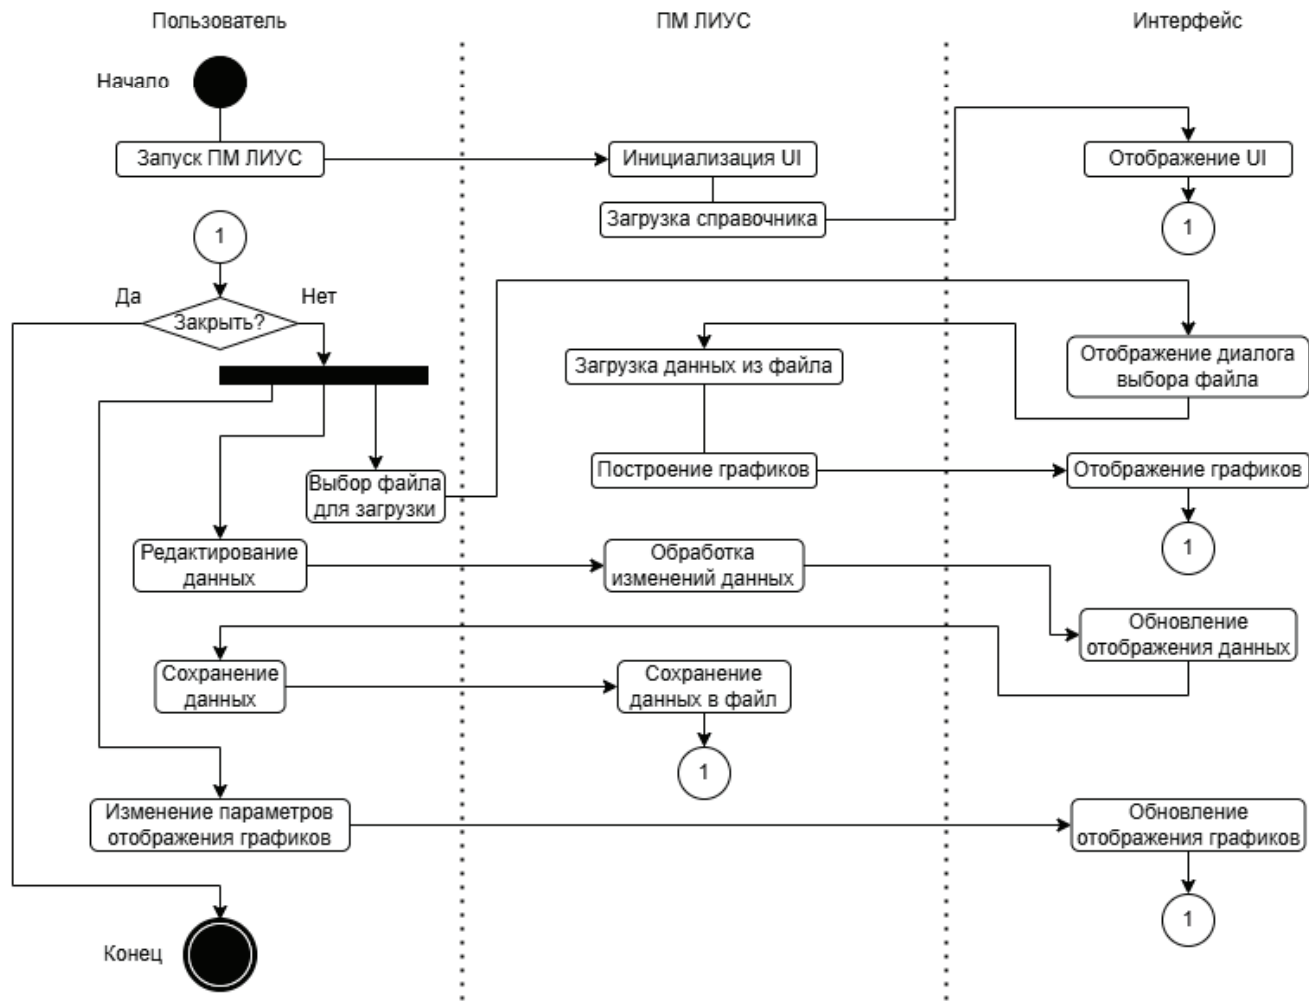 Пользователь
ПМ ЛИУС
Интерфейс
Начало
Запуск ПМ ЛИУС
Инициализация UI
Отображение UI
Загрузка справочника
1
1
Да
Нет
Закрыть?
Загрузка данных из файла
Отображение диалога
выбора файла
Выбор файла
для загрузки
Построение графиков
Отображение графиков
1
Редактирование
данных
Обработка
изменений данных
Обновление
отображения данных
Сохранение
данных
Сохранение
данных в файл
1
Изменение параметров
отображения графиков
Обновление
отображения графиков
1
Конец